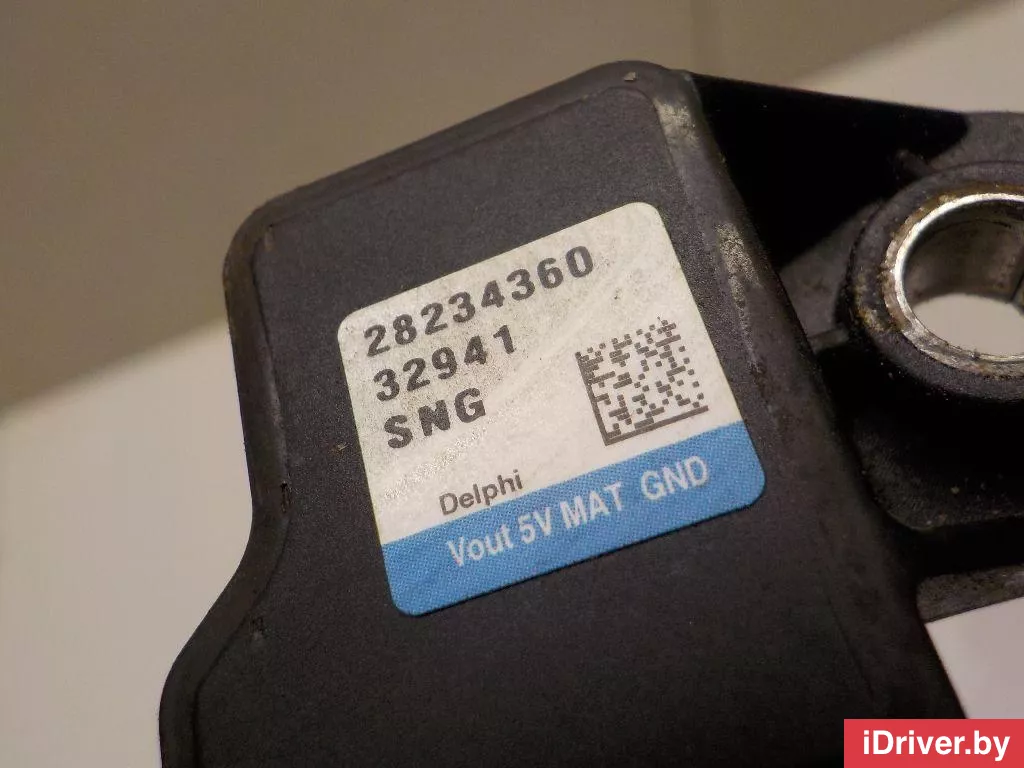 28234360
32941
SNG
Delphi
Vout 5V MAT GND
iDriver.by